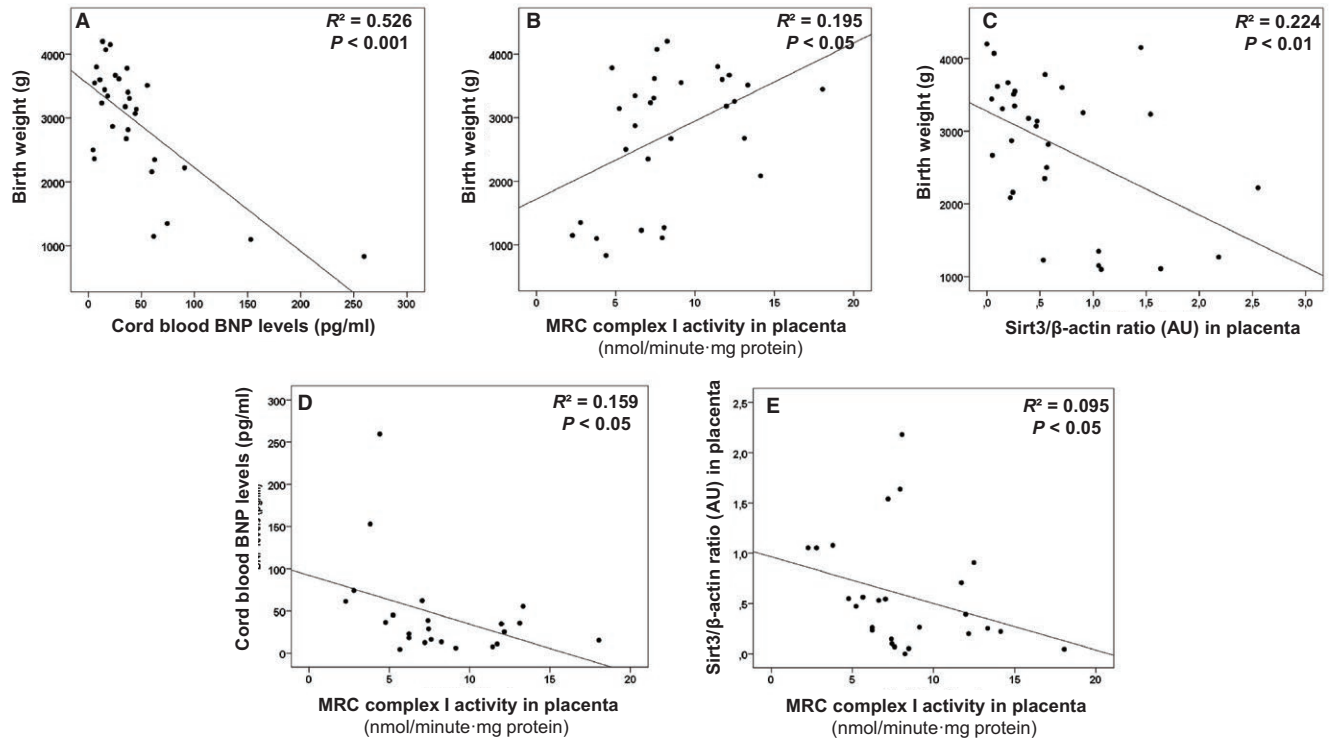 A
R² = 0.526
P < 0.001
Birth weight (g)
4000
3000
2000
1000
0 50 100 150 200 250 300
Cord blood BNP levels (pg/ml)
B
R² = 0.195
P < 0.05
Birth weight (g)
4000
3000
2000
1000
0 5 10 15 20
MRC complex I activity in placenta
(nmol/minute·mg protein)
C
R² = 0.224
P < 0.01
Birth weight (g)
4000
3000
2000
1000
,0 ,5 1,0 1,5 2,0 2,5 3,0
Sirt3/β-actin ratio (AU) in placenta
D
R² = 0.159
P < 0.05
Cord blood BNP levels (pg/ml)
levels (pg/ml)
300
250
200
150
100
50
0
0 5 10 15 20
MRC complex I activity in placenta
(nmol/minute·mg protein)
E
R² = 0.095
P < 0.05
Sirt3/β-actin ratio (AU) in placenta
2,5
2,0
1,5
1,0
,5
,0
0 5 10 15 20
MRC complex I activity in placenta
(nmol/minute·mg protein)